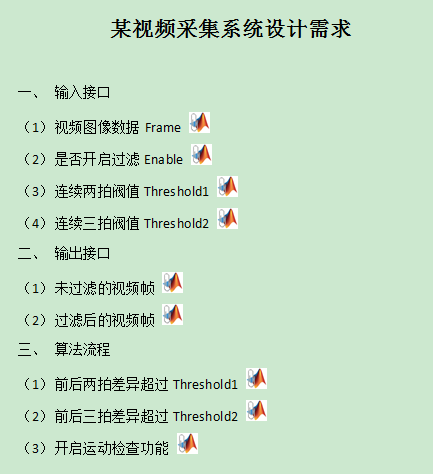 某视频采集系统设计需求
一、 输入接口
（1）视频图像数据 Frame
（2）是否开启过滤 Enable
（3）连续两拍阀值 Threshold1
（4）连续三拍阀值 Threshold2
二、 输出接口
（1）未过滤的视频帧
（2）过滤后的视频帧
三、 算法流程
（1）前后两拍差异超过 Threshold1
（2）前后三拍差异超过 Threshold2
（3）开启运动检查功能